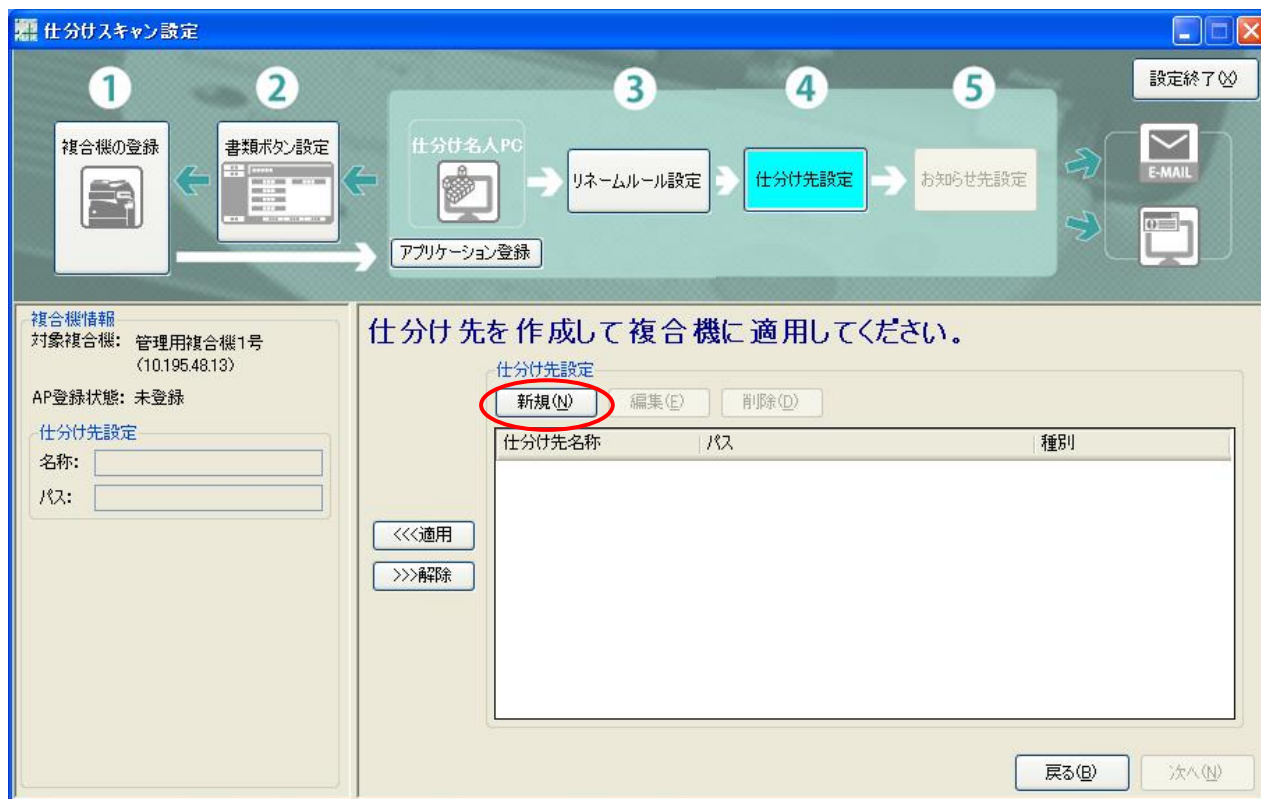 仕分けスキャン設定
1
2
3
4
5
設定終了(X)
複合機の登録
書類ボタン設定
仕分け名人PC
リネームルール設定
仕分け先設定
お知らせ先設定
E-MAIL
アプリケーション登録
複合機情報
対象複合機: 管理用複合機1号
(10.195.48.13)
AP登録状態: 未登録
仕分け先設定
名称:
パス:
仕分け先を作成して複合機に適用してください。
仕分け先設定
新規(N) 編集(E) 削除(D)
仕分け先名称 パス 種別
<<<適用
>>>解除
戻る(B) 次へ(N)